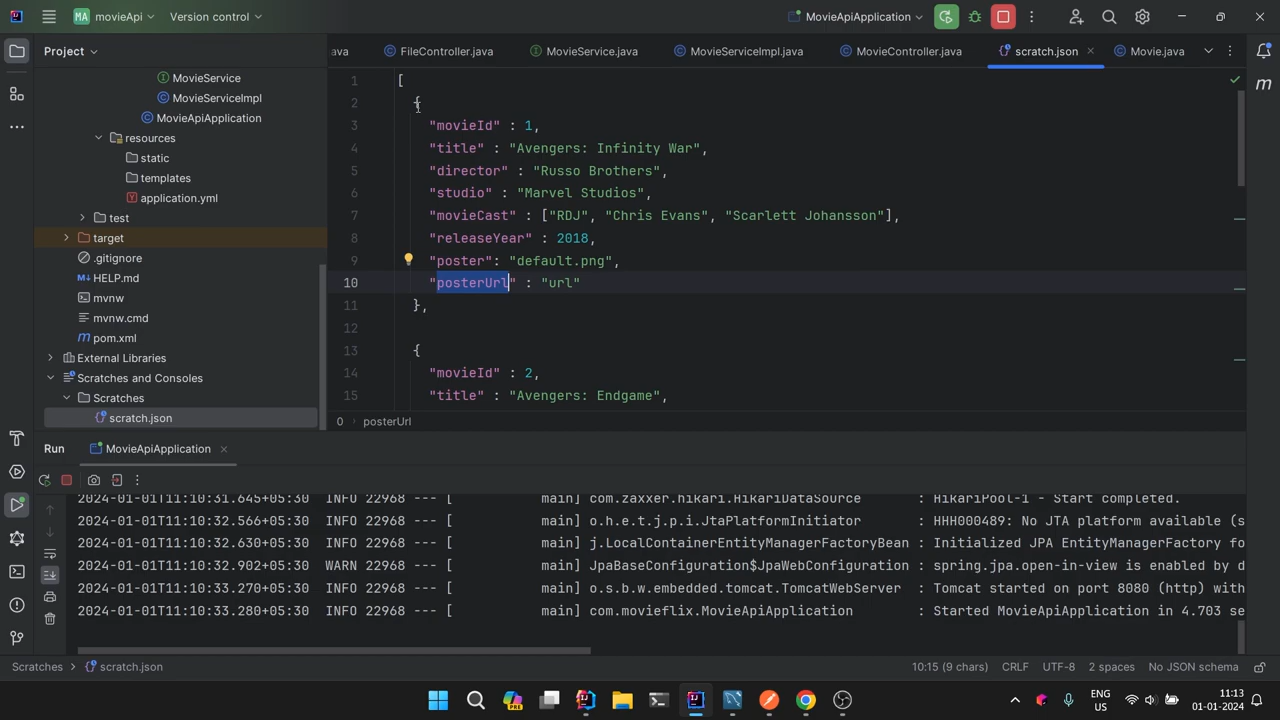 MA movieApi Version control MovieApiApplication
Project
ava FileController.java MovieService.java MovieServiceImpl.java MovieController.java scratch.json Movie.java
MovieService
MovieServiceImpl
MovieApiApplication
resources
static
templates
application.yml
test
target
.gitignore
HELP.md
mvnw
mvnw.cmd
pom.xml
External Libraries
Scratches and Consoles
Scratches
scratch.json
1 [
2 {
3 "movieId" : 1,
4 "title" : "Avengers: Infinity War",
5 "director" : "Russo Brothers",
6 "studio" : "Marvel Studios",
7 "movieCast" : ["RDJ", "Chris Evans", "Scarlett Johansson"],
8 "releaseYear" : 2018,
9 "poster": "default.png",
10 "posterUrl" : "url"
11 },
12
13 {
14 "movieId" : 2,
15 "title" : "Avengers: Endgame",
0 posterUrl
Run MovieApiApplication
2024-01-01T11:10:31.645+05:30 INFO 22968 --- [ main] com.zaxxer.hikari.HikariDataSource : HikariPool-1 - Start completed.
2024-01-01T11:10:32.566+05:30 INFO 22968 --- [ main] o.h.e.t.j.p.i.JtaPlatformInitiator : HHH000489: No JTA platform available (s
2024-01-01T11:10:32.630+05:30 INFO 22968 --- [ main] j.LocalContainerEntityManagerFactoryBean : Initialized JPA EntityManagerFactory fo
2024-01-01T11:10:32.902+05:30 WARN 22968 --- [ main] JpaBaseConfiguration$JpaWebConfiguration : spring.jpa.open-in-view is enabled by d
2024-01-01T11:10:33.270+05:30 INFO 22968 --- [ main] o.s.b.w.embedded.tomcat.TomcatWebServer : Tomcat started on port 8080 (http) with
2024-01-01T11:10:33.280+05:30 INFO 22968 --- [ main] com.movieflix.MovieApiApplication : Started MovieApiApplication in 4.703 se
Scratches scratch.json 10:15 (9 chars) CRLF UTF-8 2 spaces No JSON schema
ENG
US
11:13
01-01-2024